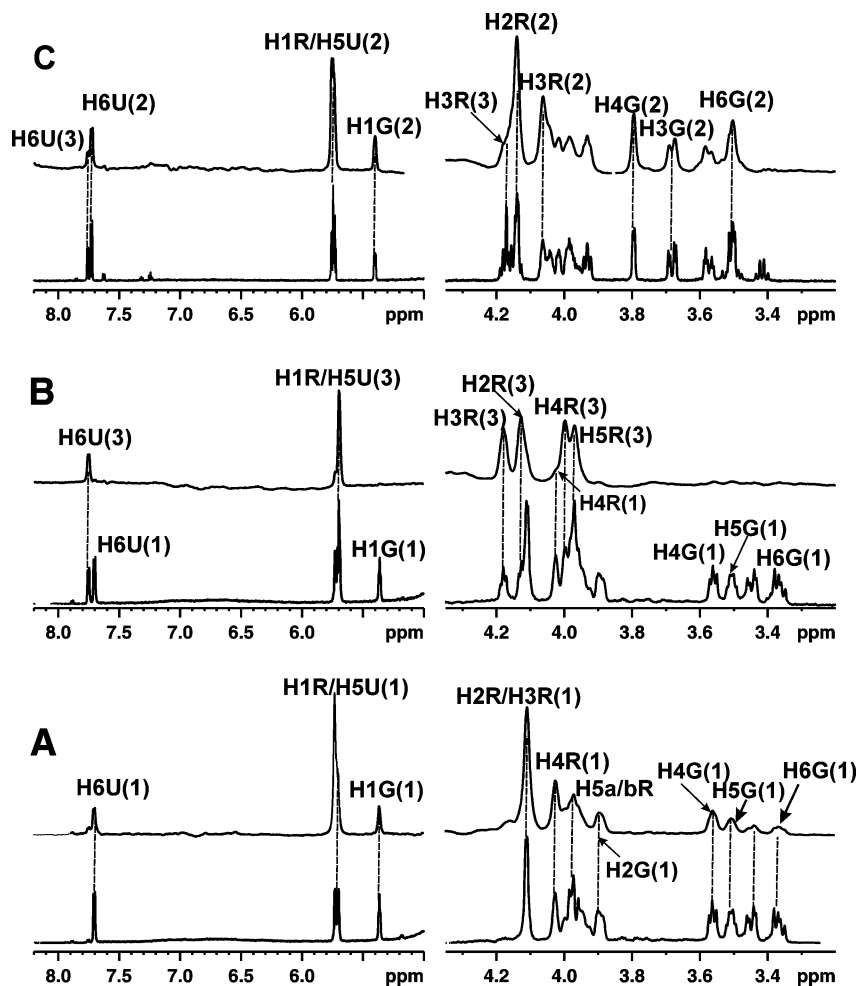 C
H6U(3)
H6U(2)
H1R/H5U(2)
H1G(2)
H3R(3)
H2R(2)
H3R(2)
H4G(2)
H3G(2)
H6G(2)
8.0 7.5 7.0 6.5 6.0 ppm
4.2 4.0 3.8 3.6 3.4 ppm
B
H6U(3)
H6U(1)
H1R/H5U(3)
H1G(1)
H3R(3)
H2R(3)
H4R(3)
H5R(3)
H4R(1)
H4G(1)
H5G(1)
H6G(1)
8.0 7.5 7.0 6.5 6.0 ppm
4.2 4.0 3.8 3.6 3.4 ppm
A
H6U(1)
H1R/H5U(1)
H1G(1)
H2R/H3R(1)
H4R(1)
H5a/bR
H2G(1)
H4G(1)
H5G(1)
H6G(1)
8.0 7.5 7.0 6.5 6.0 ppm
4.2 4.0 3.8 3.6 3.4 ppm